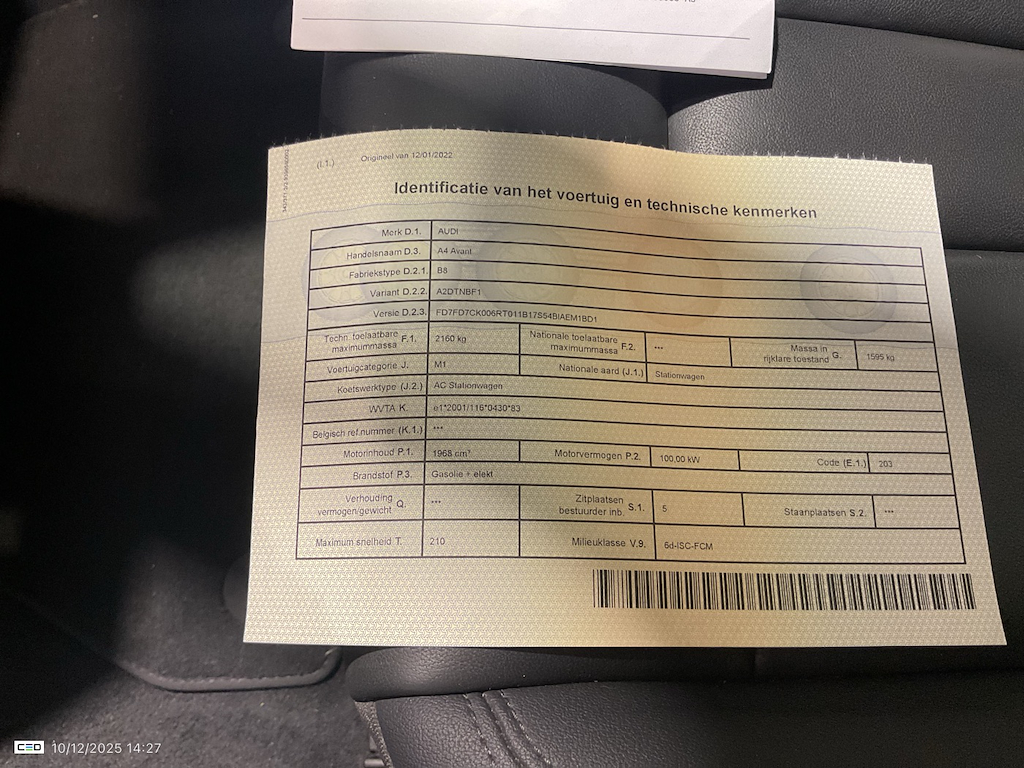 (I.1.) Origineel van 12/01/2022
Identificatie van het voertuig en technische kenmerken
Merk D.1. AUDI
Handelsnaam D.3. A4 Avant
Fabriekstype D.2.1. B8
Variant D.2.2. A2DTNBF1
Versie D.2.3. FD7FD7CK006RT011B17S54BIAEM1BD1
Techn. toelaatbare maximummassa F.1. 2160 kg Nationale toelaatbare maximummassa F.2. *** Massa in rijklare toestand G. 1595 kg
Voertuigcategorie J. M1 Nationale aard (J.1.) Stationwagen
Koetswerktype (J.2.) AC Stationwagen
WVTA K. e1*2001/116*0430*83
Belgisch ref.nummer (K.1.) ***
Motorinhoud P.1. 1968 cm³ Motorvermogen P.2. 100,00 kW Code (E.1.) 203
Brandstof P.3. Gasolie + elekt
Verhouding vermogen/gewicht Q. *** Zitplaatsen bestuurder inb. S.1. 5 Staanplaatsen S.2. ***
Maximum snelheid T. 210 Milieuklasse V.9. 6d-ISC-FCM
CEO 10/12/2025 14:27